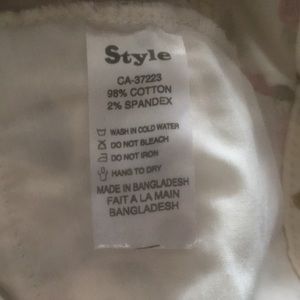 Style
CA-37223
98% COTTON
2% SPANDEX
WASH IN COLD WATER
DO NOT BLEACH
DO NOT IRON
HANG TO DRY
MADE IN BANGLADESH
FAIT A LA MAIN
BANGLADESH